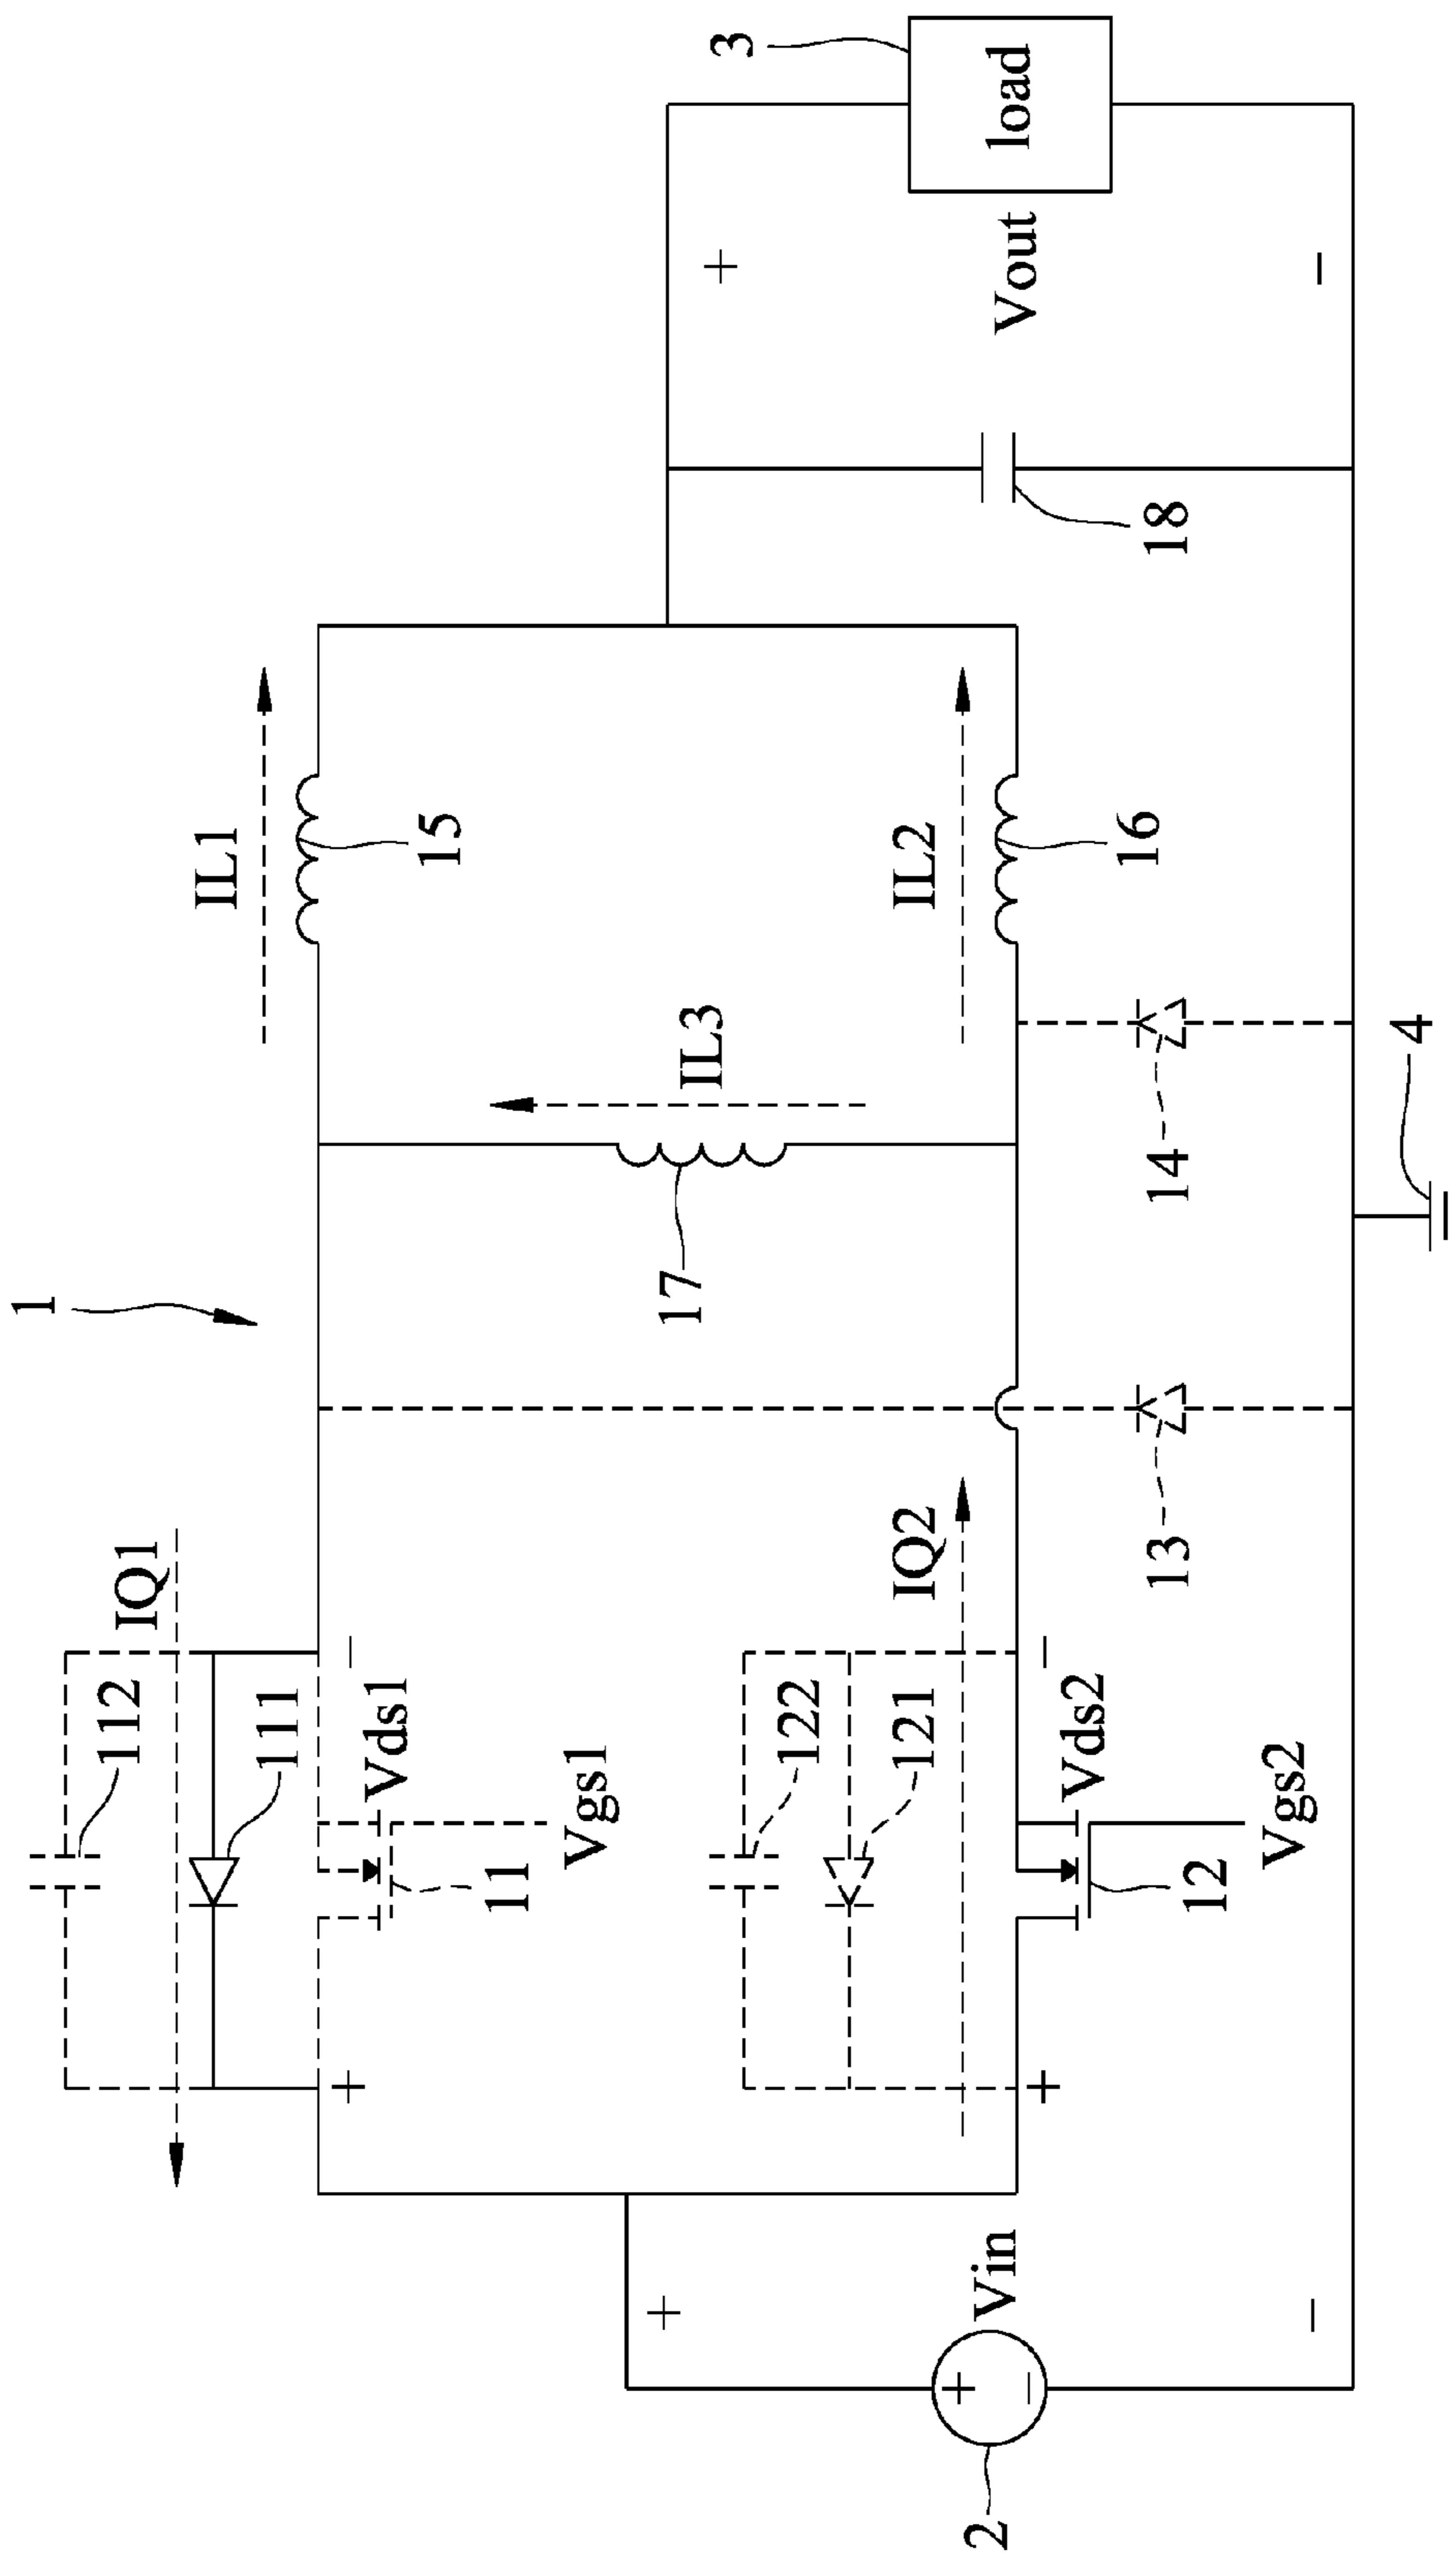 1
IQ1
112
111
Vds1
+
−
11
Vgs1
IL1
15
IL3
17
IQ2
122
121
Vds2
+
−
12
Vgs2
IL2
16
13
14
2
+
−
Vin
+
−
4
18
+
Vout
−
3
load